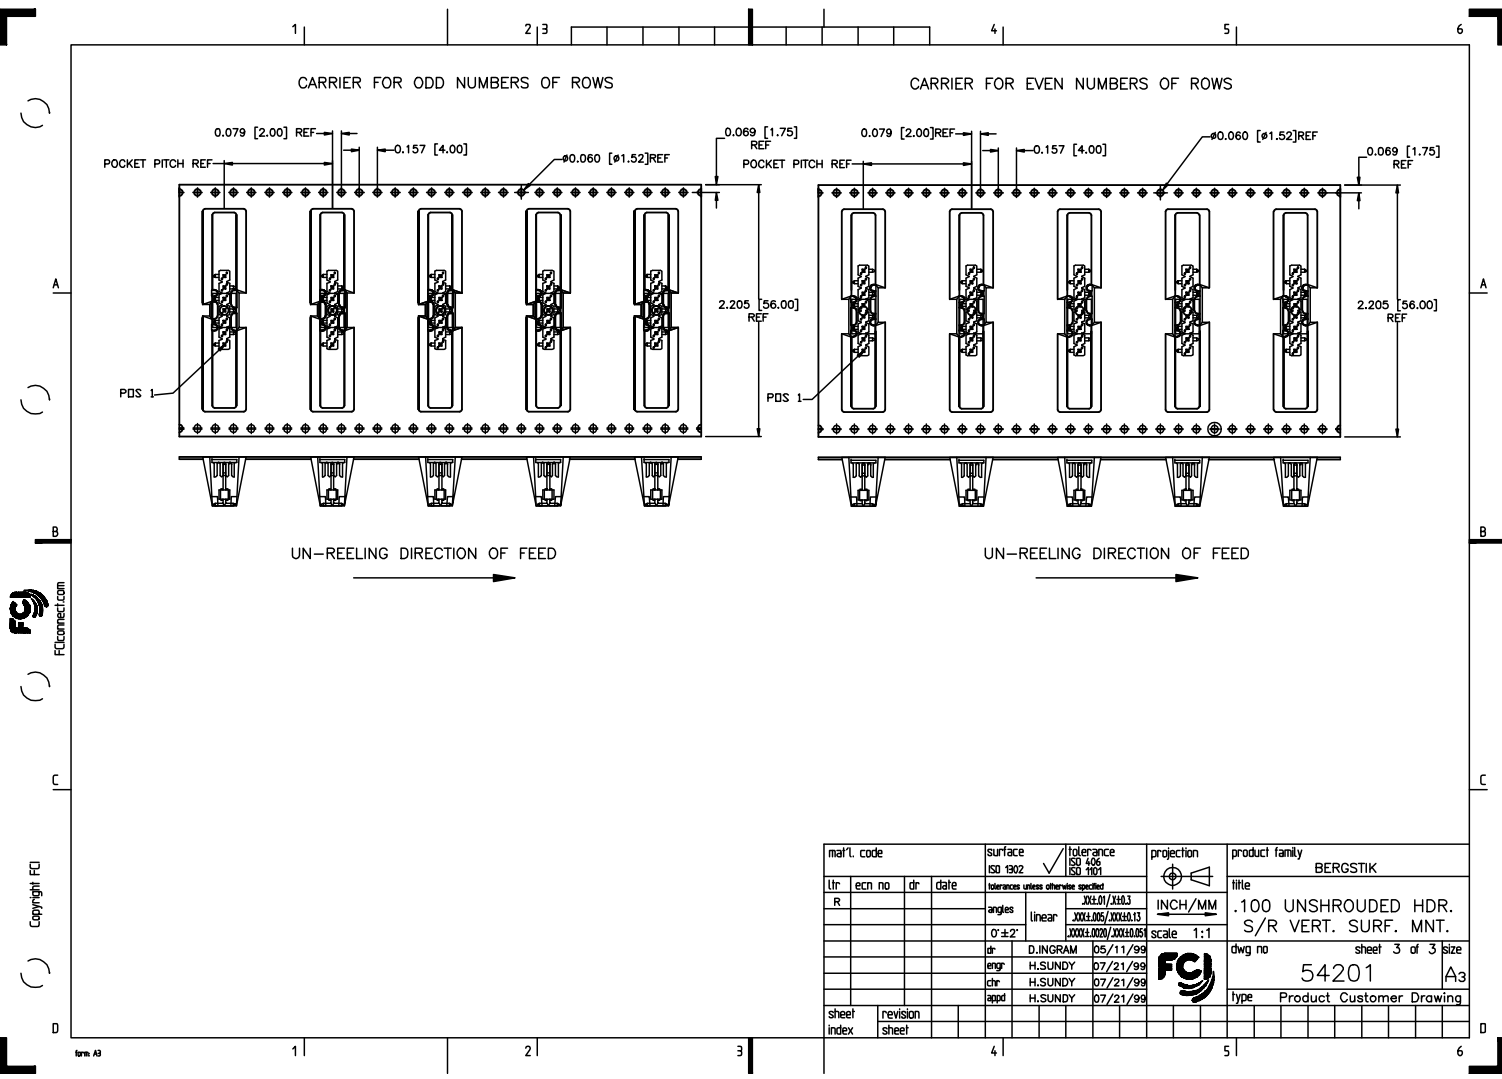 1
2
3
4
5
6
CARRIER FOR ODD NUMBERS OF ROWS
CARRIER FOR EVEN NUMBERS OF ROWS
0.079 [2.00] REF
0.157 [4.00]
POCKET PITCH REF
ø0.060 [ø1.52]REF
0.069 [1.75]
REF
0.079 [2.00]REF
0.157 [4.00]
POCKET PITCH REF
ø0.060 [ø1.52]REF
0.069 [1.75]
REF
A
A
2.205 [56.00]
REF
2.205 [56.00]
REF
POS 1
POS 1
B
B
UN-REELING DIRECTION OF FEED
UN-REELING DIRECTION OF FEED
FCI
FCIconnect.com
C
C
Copyright FCI
mat'l. code
surface
ISO 1302
tolerance
ISO 406
ISO 1101
projection
product family
BERGSTIK
ltr
ecn no
dr
date
tolerances unless otherwise specified
title
R
angles
linear
.XX±.01/.X±0.3
INCH/MM
.100 UNSHROUDED HDR.
.XXX±.005/.XX±0.13
S/R VERT. SURF. MNT.
0°±2°
.XXXX±.0020/.XXX±0.051
scale 1:1
dr D.INGRAM 05/11/99
FCI
dwg no
sheet 3 of 3
size
engr H.SUNDY 07/21/99
54201
A3
chr H.SUNDY 07/21/99
appd H.SUNDY 07/21/99
type Product Customer Drawing
sheet
index
revision
sheet
D
D
form: A3
1
2
3
4
5
6